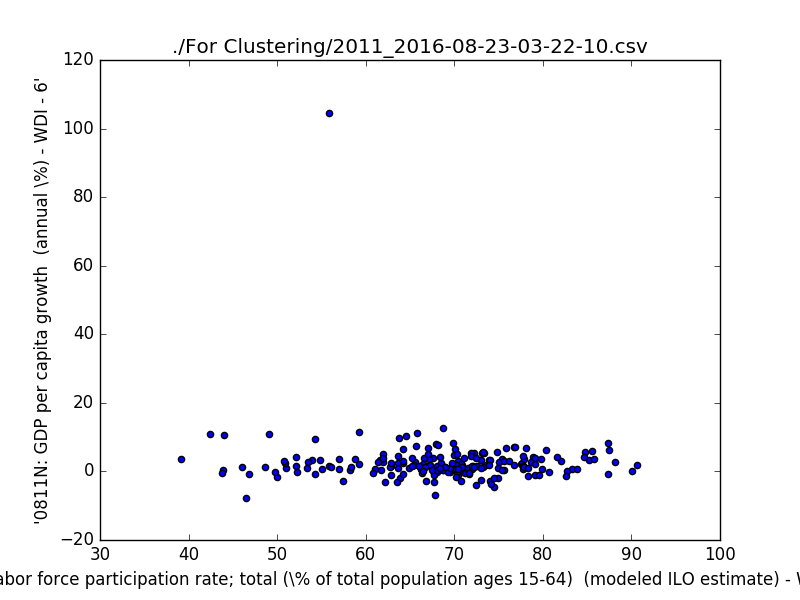 ./For Clustering/2011_2016-08-23-03-22-10.csv
'0811N: GDP per capita growth  (annual \%) - WDI - 6'
120
100
80
60
40
20
0
−20
30 40 50 60 70 80 90 100
force participation rate; total (\% of total population ages 15-64)  (modeled ILO estimate) -